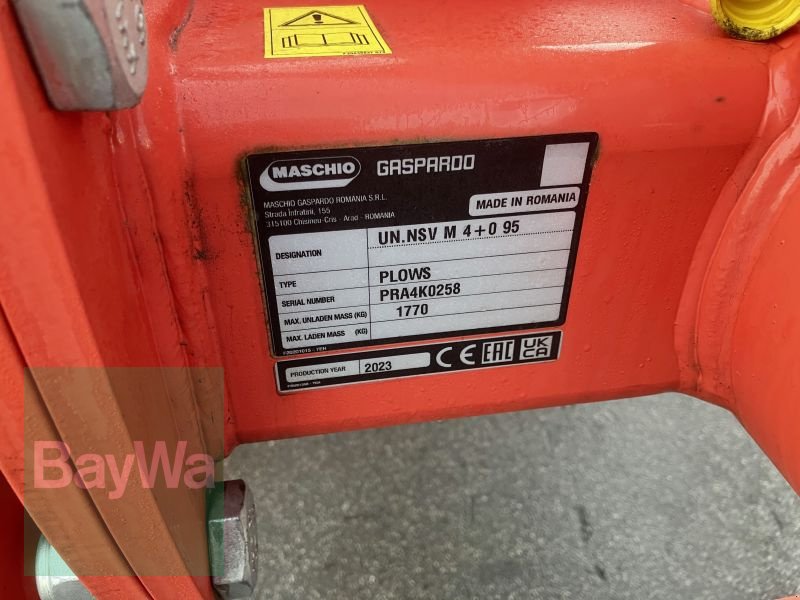 MASCHIO GASPARDO
MASCHIO GASPARDO ROMANIA S.R.L.
Strada Infratirii, 155
315100 Chisineu-Cris - Arad - ROMANIA
MADE IN ROMANIA
DESIGNATION UN.NSV M 4+0 95
TYPE PLOWS
SERIAL NUMBER PRA4K0258
MAX. UNLADEN MASS (KG) 1770
MAX. LADEN MASS (KG)
PRODUCTION YEAR 2023 CE EAC UK CA
BayWa